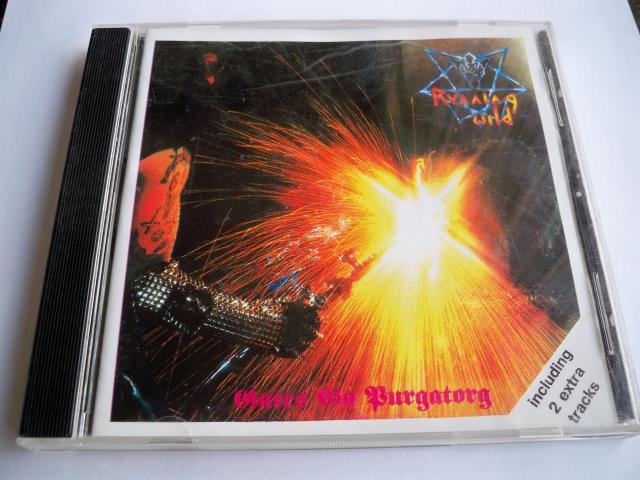 Running
Wild
Gates to Purgatory
including
2 extra
tracks